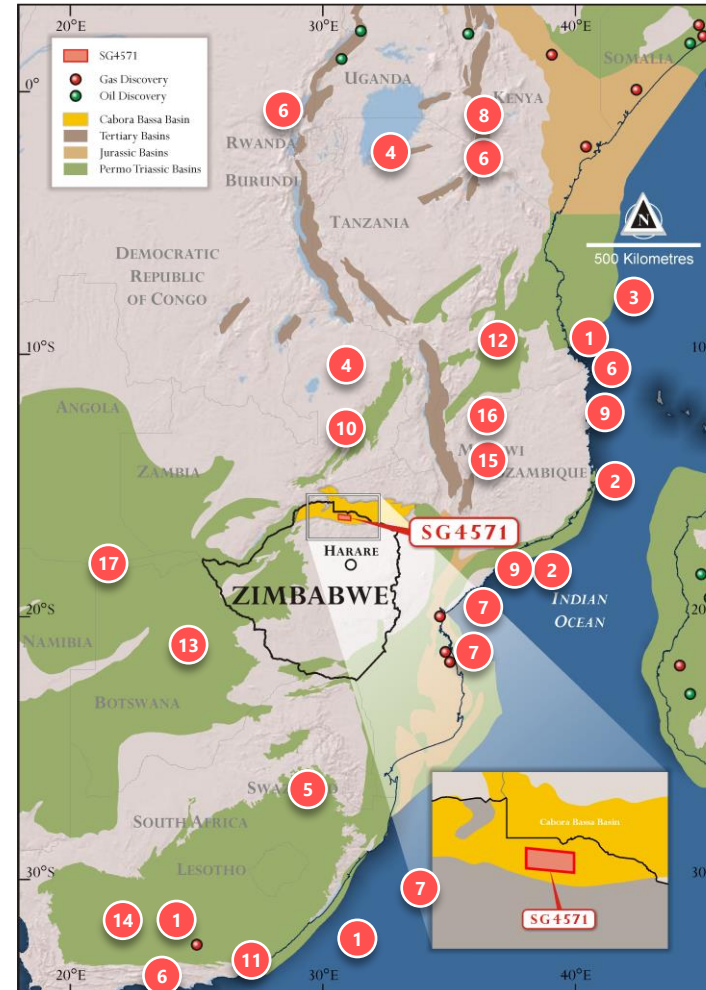 20°E
30°E
40°E
SG4571
Gas Discovery
Oil Discovery
Cabora Bassa Basin
Tertiary Basins
Jurassic Basins
Permo Triassic Basins
SOMALIA
UGANDA
0°
KENYA
6
8
RWANDA
4
6
BURUNDI
TANZANIA
N
500 Kilometres
DEMOCRATIC
REPUBLIC
OF CONGO
3
12
1
10°S
10
4
6
ANGOLA
10
16
9
15
ZAMBIA
2
SG4571
HARARE
17
9
2
ZIMBABWE
7
INDIAN
OCEAN
20°S
20
NAMIBIA
13
7
BOTSWANA
5
SOUTH AFRICA
Cabora Bassa Basin
LESOTHO
30°S
7
SG4571
14
1
1
11
6
20°E
30°E
40°E